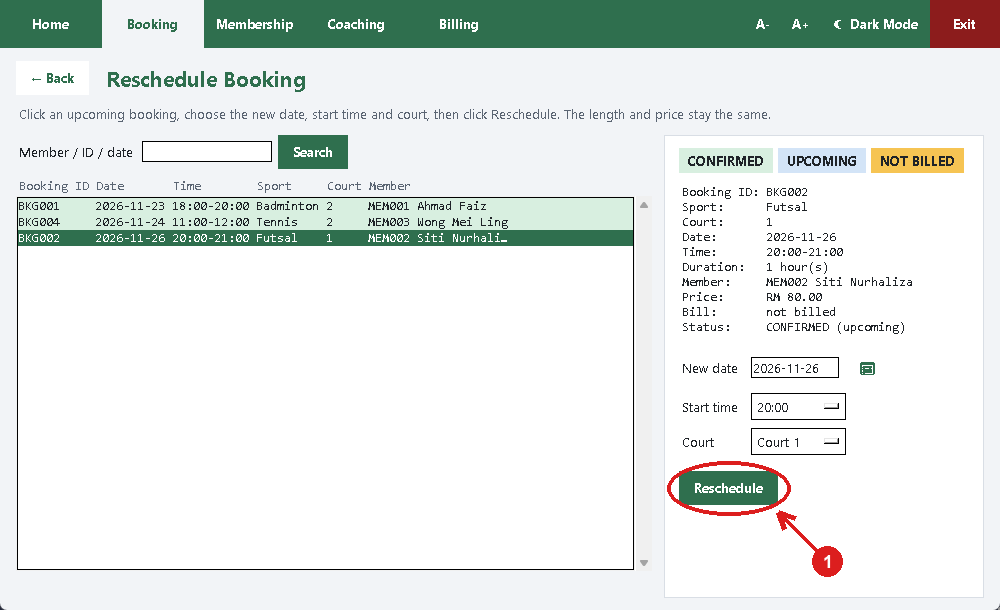 Home Booking Membership Coaching Billing A- A+ ☾ Dark Mode Exit
← Back Reschedule Booking
Click an upcoming booking, choose the new date, start time and court, then click Reschedule. The length and price stay the same.
Member / ID / date Search
Booking ID Date Time Sport Court Member
BKG001 2026-11-23 18:00-20:00 Badminton 2 MEM001 Ahmad Faiz
BKG004 2026-11-24 11:00-12:00 Tennis 2 MEM003 Wong Mei Ling
BKG002 2026-11-26 20:00-21:00 Futsal 1 MEM002 Siti Nurhali…
CONFIRMED UPCOMING NOT BILLED
Booking ID: BKG002
Sport: Futsal
Court: 1
Date: 2026-11-26
Time: 20:00-21:00
Duration: 1 hour(s)
Member: MEM002 Siti Nurhaliza
Price: RM 80.00
Bill: not billed
Status: CONFIRMED (upcoming)
New date 2026-11-26
Start time 20:00
Court Court 1
Reschedule
1